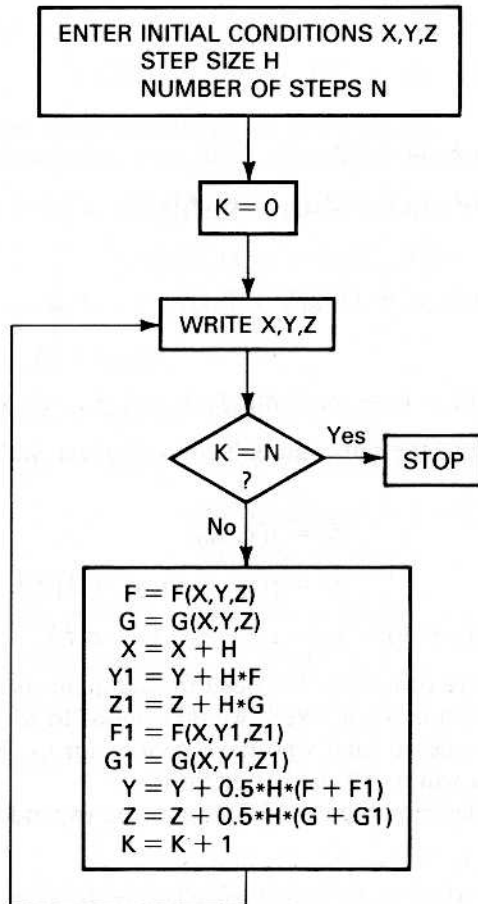 ENTER INITIAL CONDITIONS X,Y,Z
STEP SIZE H
NUMBER OF STEPS N
K = 0
WRITE X,Y,Z
K = N
?
Yes
STOP
No
F = F(X,Y,Z)
G = G(X,Y,Z)
X = X + H
Y1 = Y + H*F
Z1 = Z + H*G
F1 = F(X,Y1,Z1)
G1 = G(X,Y1,Z1)
Y = Y + 0.5*H*(F + F1)
Z = Z + 0.5*H*(G + G1)
K = K + 1